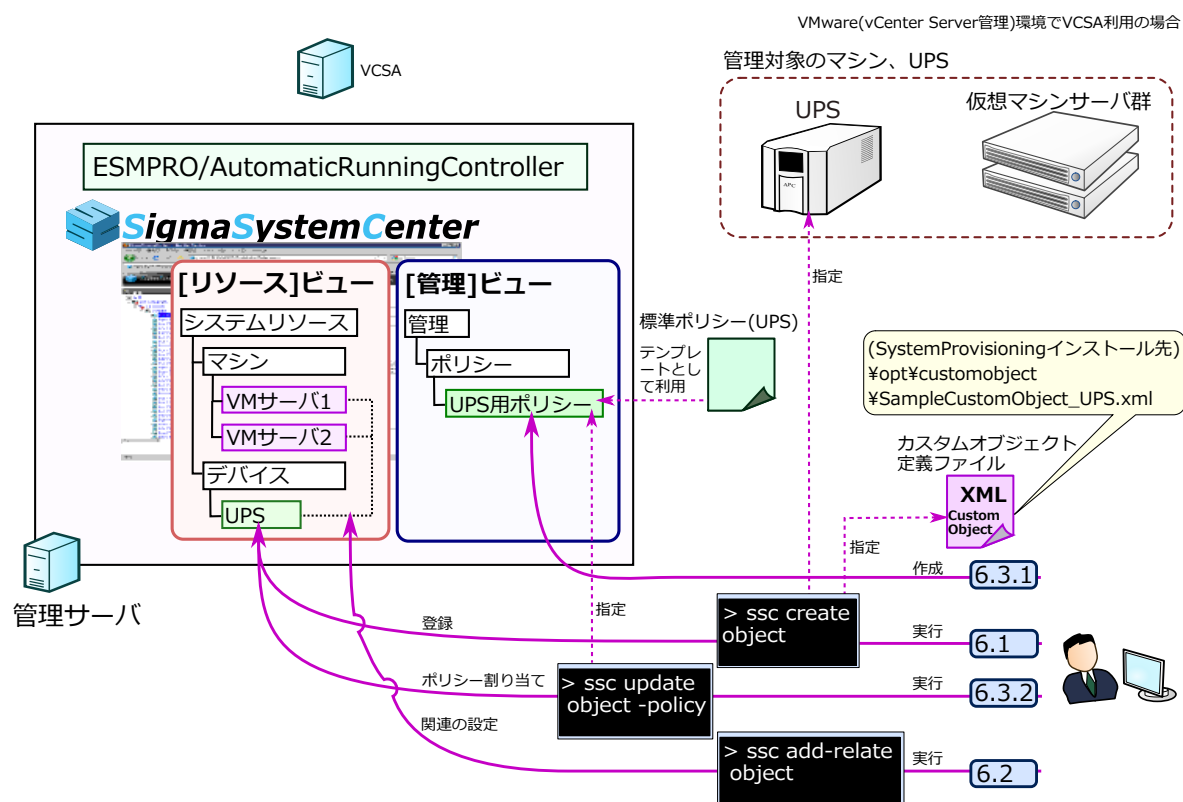 VMware(vCenter Server管理)環境でVCSA利用の場合
VCSA
管理対象のマシン、UPS
UPS
仮想マシンサーバ群
APC
ESMPRO/AutomaticRunningController
SigmaSystemCenter
[リソース]ビュー
システムリソース
マシン
VMサーバ1
VMサーバ2
デバイス
UPS
[管理]ビュー
管理
ポリシー
UPS用ポリシー
標準ポリシー(UPS)
テンプレ
ートとし
て利用
指定
(SystemProvisioningインストール先)
¥opt¥customobject
¥SampleCustomObject_UPS.xml
カスタムオブジェクト
定義ファイル
XML
Custom
Object
指定
管理サーバ
作成
6.3.1
指定
登録
> ssc create
object
実行
6.1
ポリシー割り当て
> ssc update
object -policy
実行
6.3.2
関連の設定
> ssc add-relate
object
実行
6.2